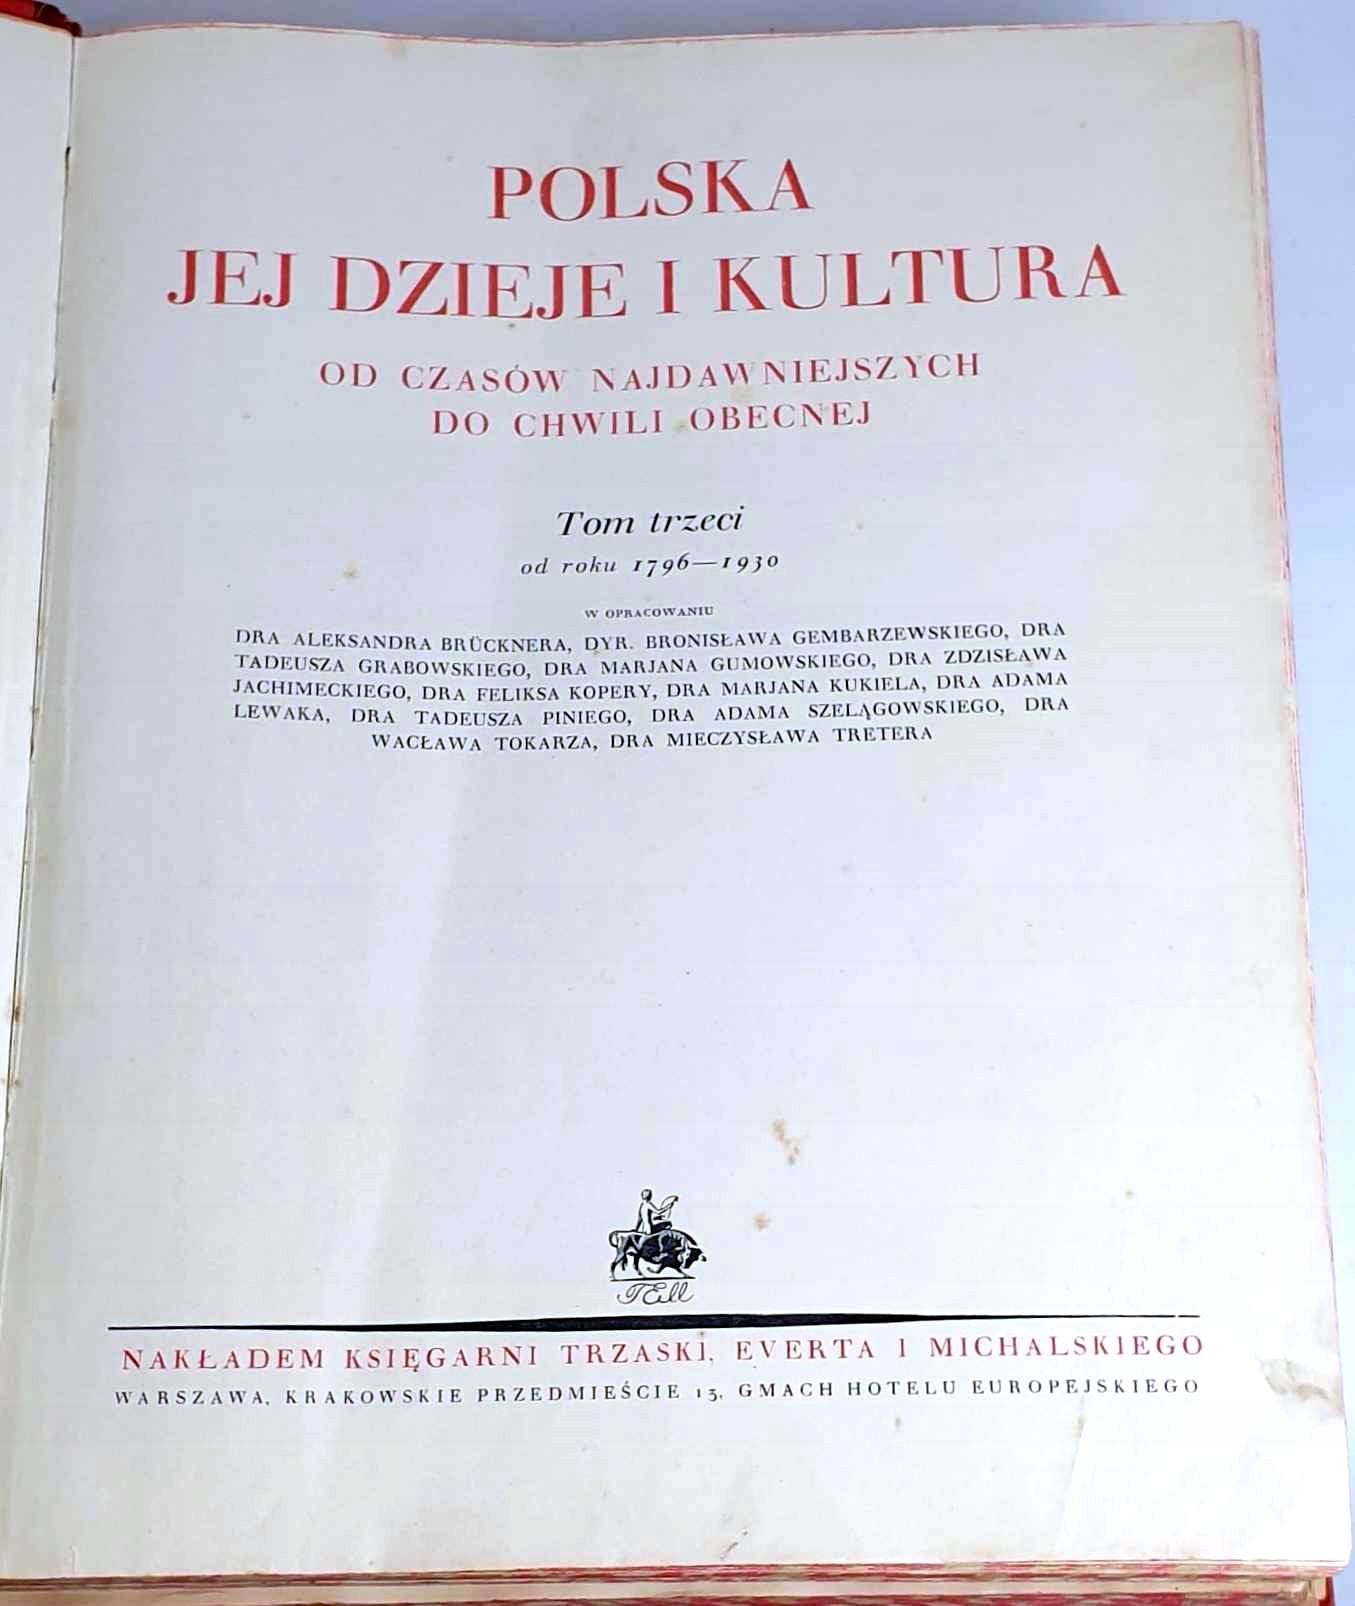 POLSKA
JEJ DZIEJE I KULTURA
OD CZASÓW NAJDAWNIEJSZYCH
DO CHWILI OBECNEJ
Tom trzeci
od roku 1796—1930
W OPRACOWANIU
DRA ALEKSANDRA BRÜCKNERA, DYR. BRONISŁAWA GEMBARZEWSKIEGO, DRA
TADEUSZA GRABOWSKIEGO, DRA MARJANA GUMOWSKIEGO, DRA ZDZISŁAWA
JACHIMECKIEGO, DRA FELIKSA KOPERY, DRA MARJANA KUKIELA, DRA ADAMA
LEWAKA, DRA TADEUSZA PINIEGO, DRA ADAMA SZELĄGOWSKIEGO, DRA
WACŁAWA TOKARZA, DRA MIECZYSŁAWA TRETERA
NAKŁADEM KSIĘGARNI TRZASKI, EVERTA I MICHALSKIEGO
WARSZAWA, KRAKOWSKIE PRZEDMIEŚCIE 13, GMACH HOTELU EUROPEJSKIEGO